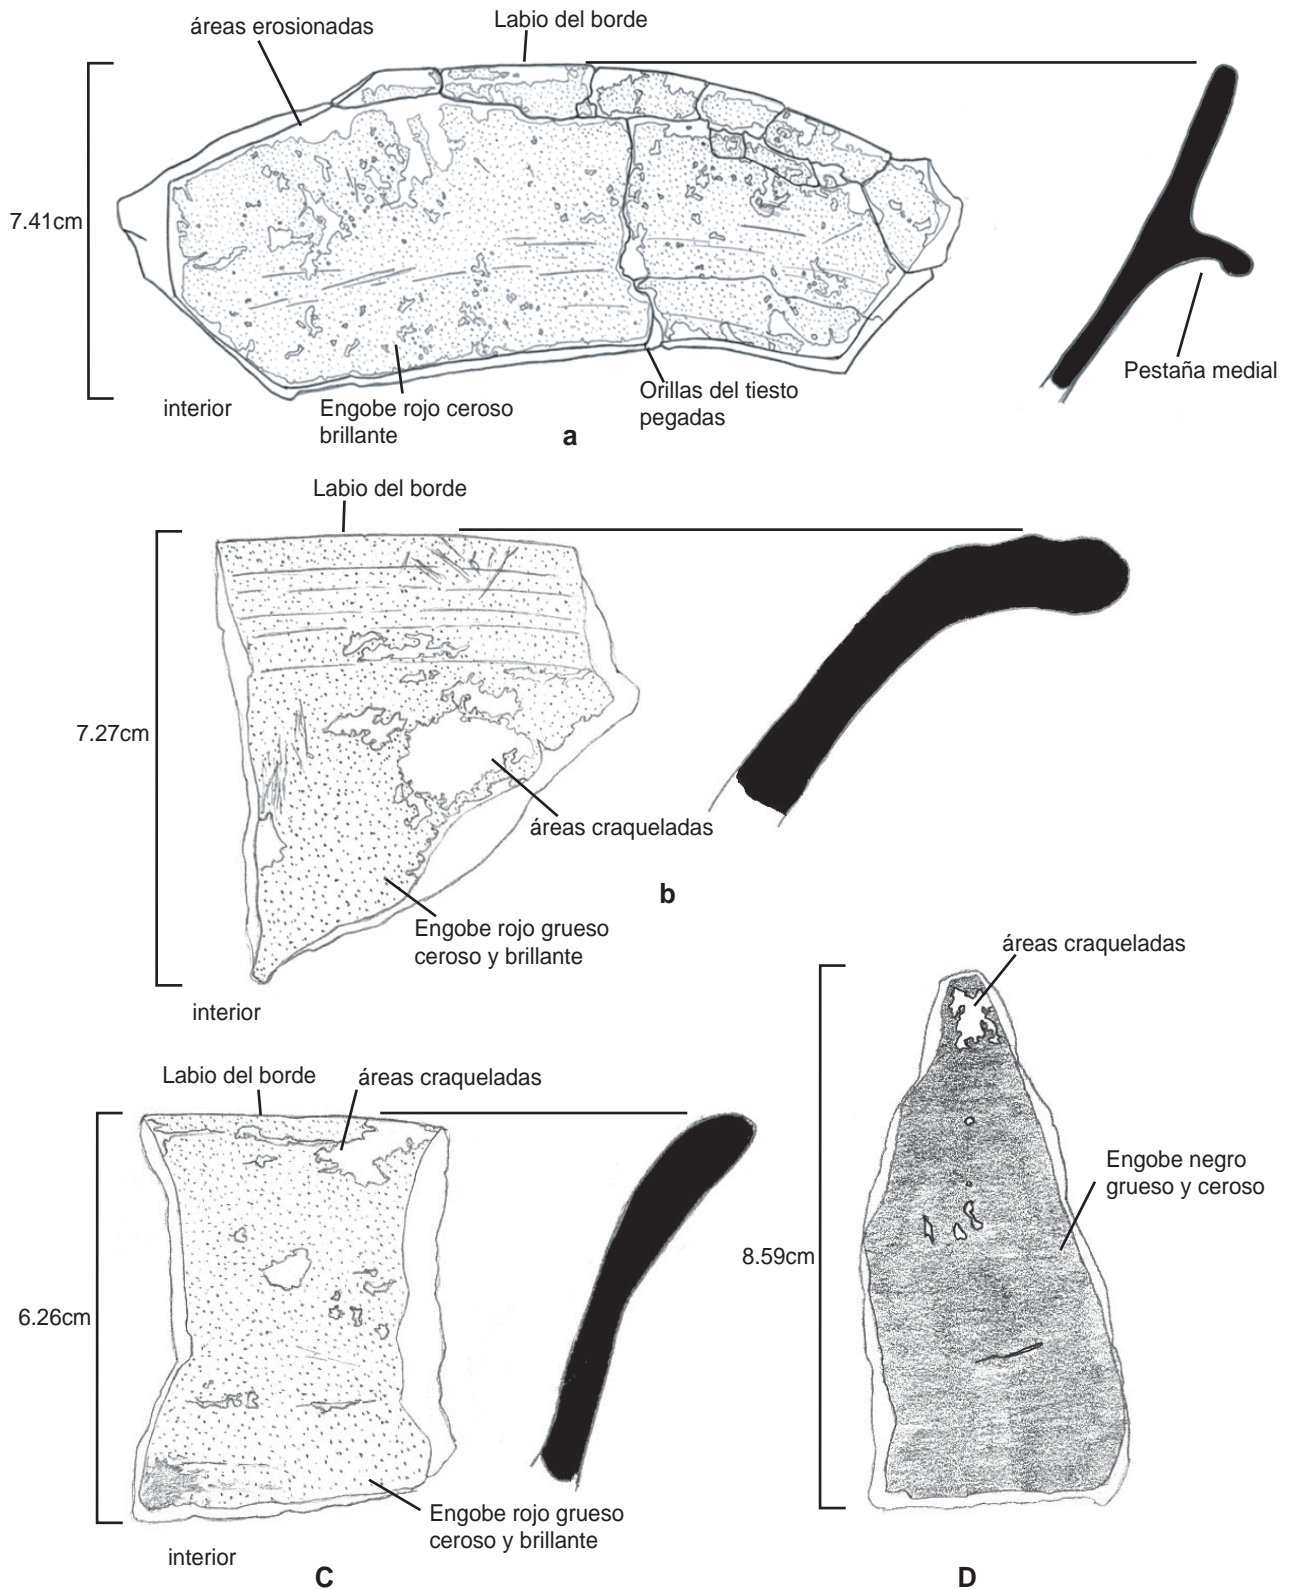 Labio del borde
áreas erosionadas
7.41cm
Pestaña medial
Orillas del tiesto
pegadas
interior
Engobe rojo ceroso
brillante
a
Labio del borde
7.27cm
áreas craqueladas
b
Engobe rojo grueso
ceroso y brillante
interior
áreas craqueladas
Labio del borde
áreas craqueladas
Engobe negro
grueso y ceroso
8.59cm
6.26cm
Engobe rojo grueso
ceroso y brillante
interior
C
D